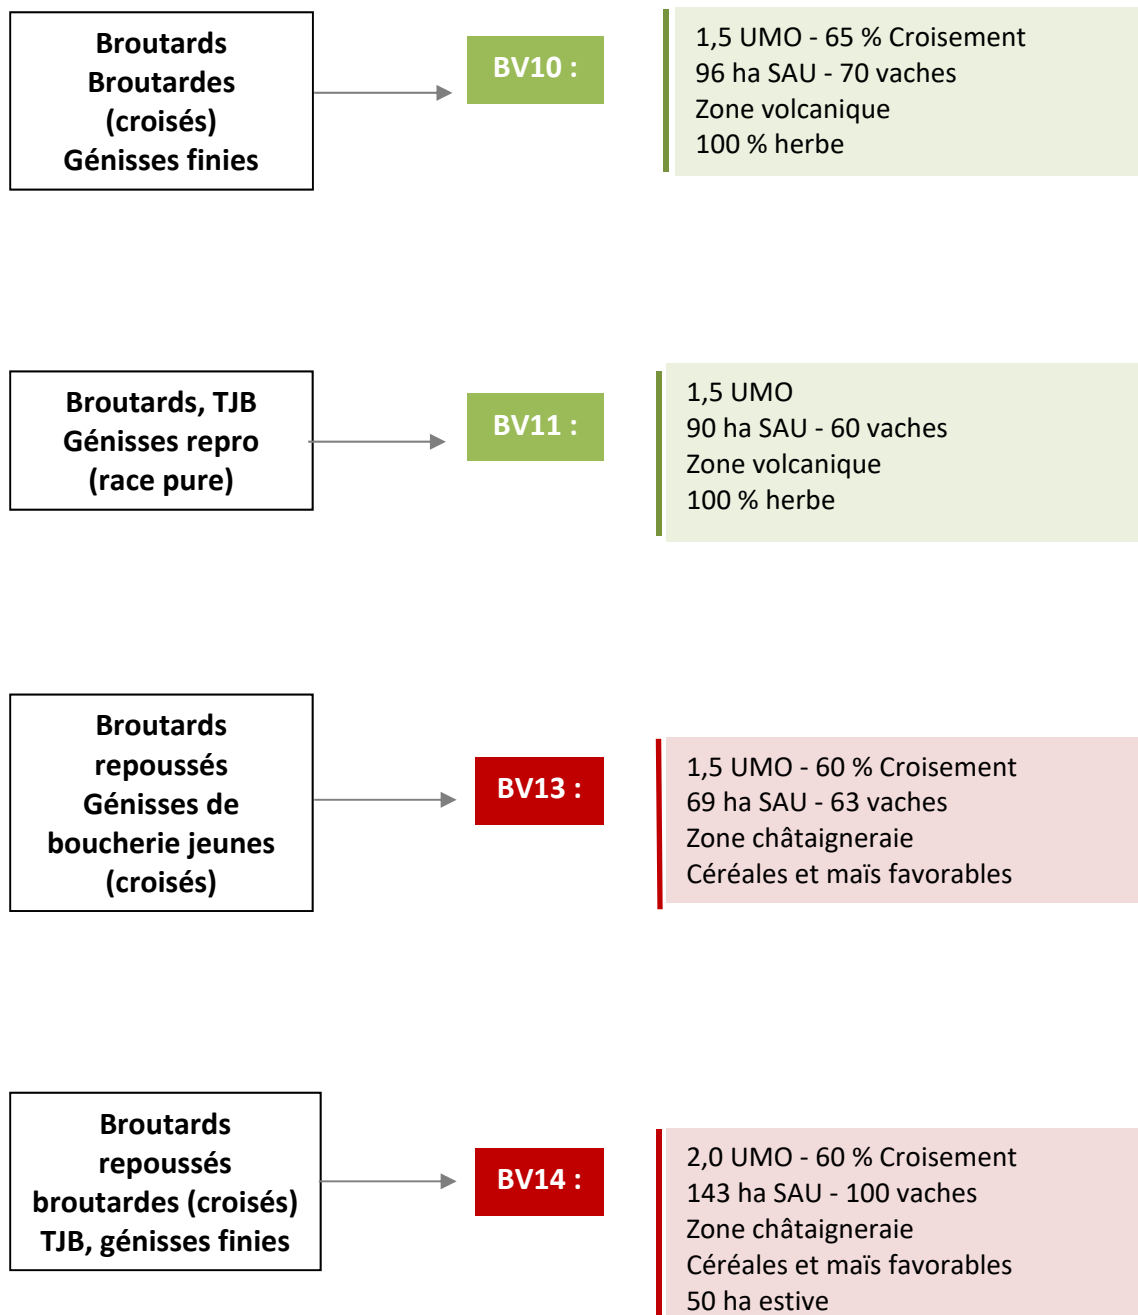 Broutards
Broutardes
(croisés)
Génisses finies
BV10 :
1,5 UMO - 65 % Croisement
96 ha SAU - 70 vaches
Zone volcanique
100 % herbe
Broutards, TJB
Génisses repro
(race pure)
BV11 :
1,5 UMO
90 ha SAU - 60 vaches
Zone volcanique
100 % herbe
Broutards
repoussés
Génisses de
boucherie jeunes
(croisés)
BV13 :
1,5 UMO - 60 % Croisement
69 ha SAU - 63 vaches
Zone châtaigneraie
Céréales et maïs favorables
Broutards
repoussés
broutardes (croisés)
TJB, génisses finies
BV14 :
2,0 UMO - 60 % Croisement
143 ha SAU - 100 vaches
Zone châtaigneraie
Céréales et maïs favorables
50 ha estive